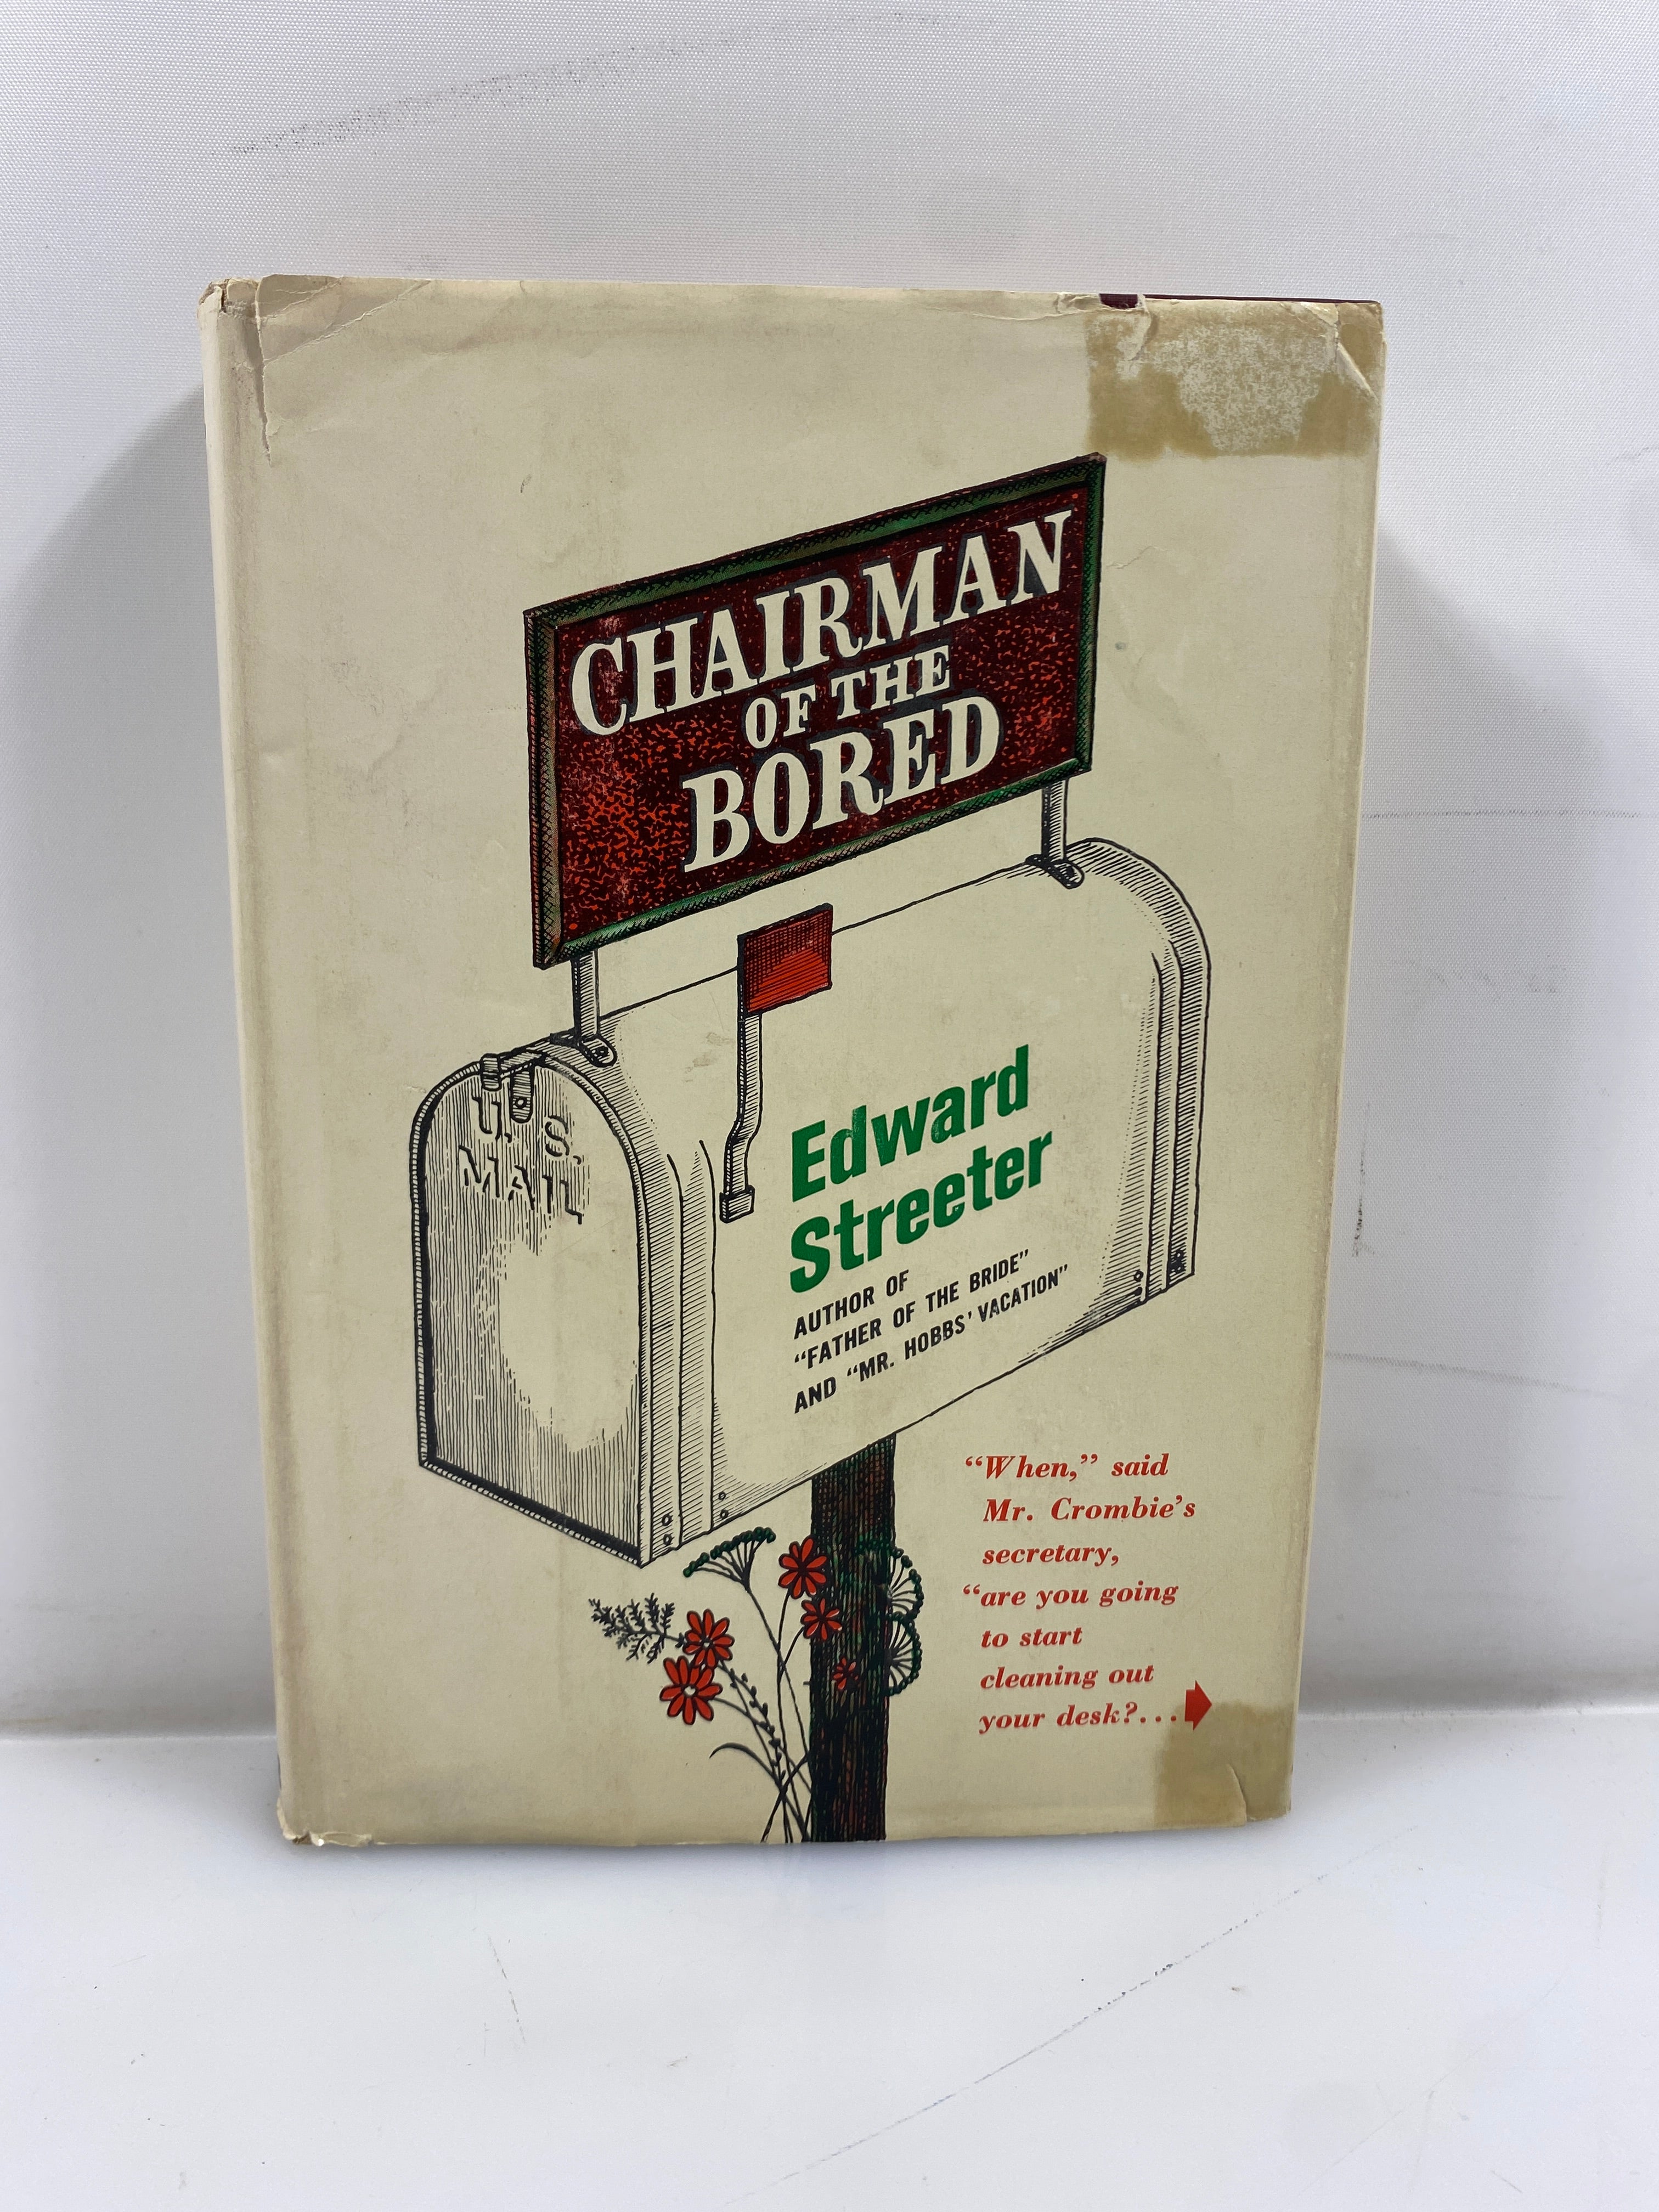 CHAIRMAN
OF THE
BORED
U.S.
MAIL
Edward
Streeter
AUTHOR OF
“FATHER OF THE BRIDE”
AND “MR. HOBBS’ VACATION”
“When,” said
Mr. Crombie’s
secretary,
“are you going
to start
cleaning out
your desk?...